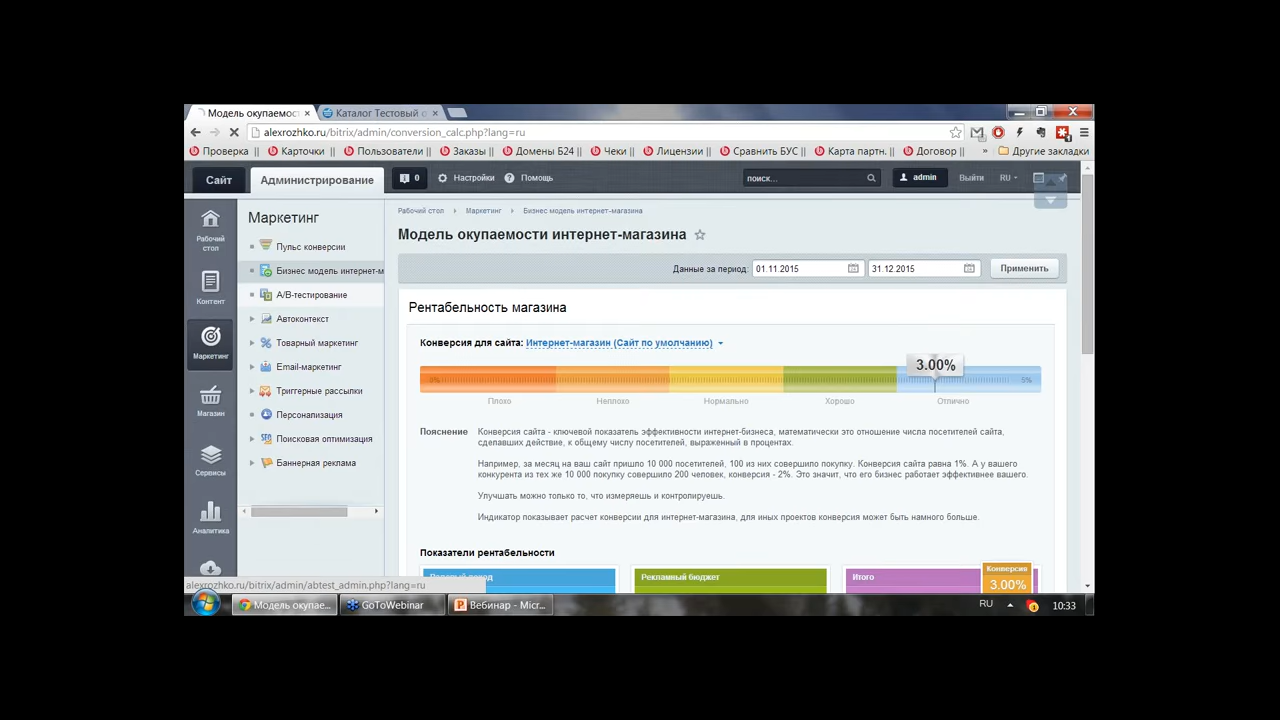 Модель окупаемост
Каталог Тестовый о
alexrozhko.ru/bitrix/admin/conversion_calc.php?lang=ru
Проверка || Карточки || Покупатели || Заказы || Домены Б24 || Чеки || Лицензии || Сравнить БУС || Карта партн. || Договор || » Другие закладки
Сайт Администрирование 0 Настройки Помощь поиск... admin Выйти RU
Рабочий стол
Контент
Маркетинг
Магазин
Сервисы
Аналитика
Маркетинг
Пульс конверсии
Бизнес модель интернет-м
A/B-тестирование
Автоконтекст
Товарный маркетинг
Email-маркетинг
Триггерные рассылки
Персонализация
Поисковая оптимизация
Баннерная реклама
Рабочий стол Маркетинг Бизнес модель интернет-магазина
Модель окупаемости интернет-магазина
Данные за период: 01.11.2015 31.12.2015 Применить
Рентабельность магазина
Конверсия для сайта: Интернет-магазин (Сайт по умолчанию)
3.00%
0% 5%
Плохо Неплохо Нормально Хорошо Отлично
Пояснение
Конверсия сайта - ключевой показатель эффективности интернет-бизнеса, математически это отношение числа посетителей сайта,
сделавших действие, к общему числу посетителей, выраженный в процентах.
Например, за месяц на ваш сайт пришло 10 000 посетителей, 100 из них совершило покупку. Конверсия сайта равна 1%. А у вашего
конкурента из тех же 10 000 покупку совершило 200 человек, конверсия - 2%. Это значит, что его бизнес работает эффективнее вашего.
Улучшать можно только то, что измеряешь и контролируешь.
Индикатор показывает расчет конверсии для интернет-магазина, для иных проектов конверсия может быть намного больше.
Показатели рентабельности
Рекламный бюджет
Итого
Конверсия
3.00%
alexrozhko.ru/bitrix/admin/abtest_admin.php?lang=ru
Модель окупае...
GoToWebinar
Вебинар - Micr...
RU
10:33